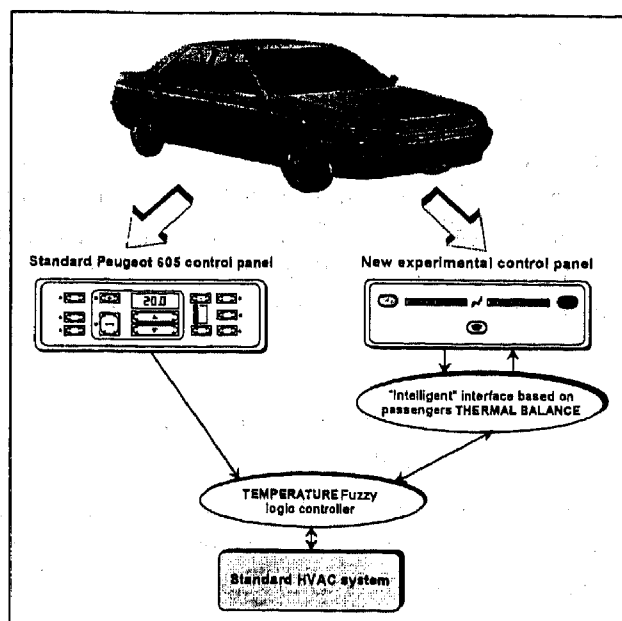 Standard Peugeot 605 control panel
New experimental control panel
20.0
"Intelligent" interface based on
passengers THERMAL BALANCE
TEMPERATURE Fuzzy
logic controller
Standard HVAC system